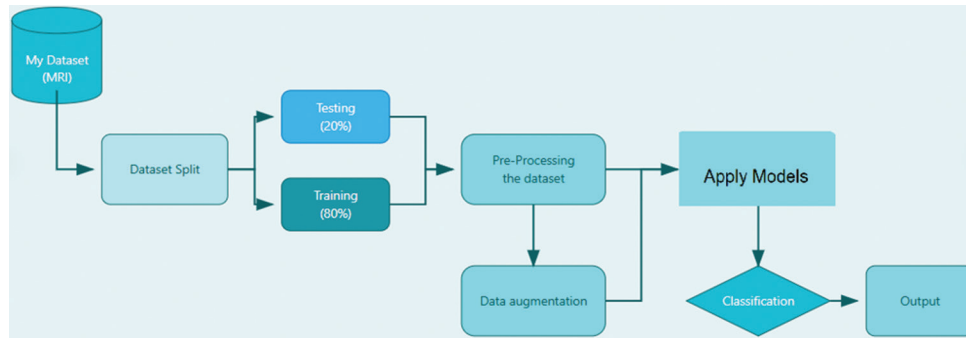 My Dataset
(MRI)
Dataset Split
Testing
(20%)
Training
(80%)
Pre-Processing
the dataset
Data augmentation
Apply Models
Classification
Output